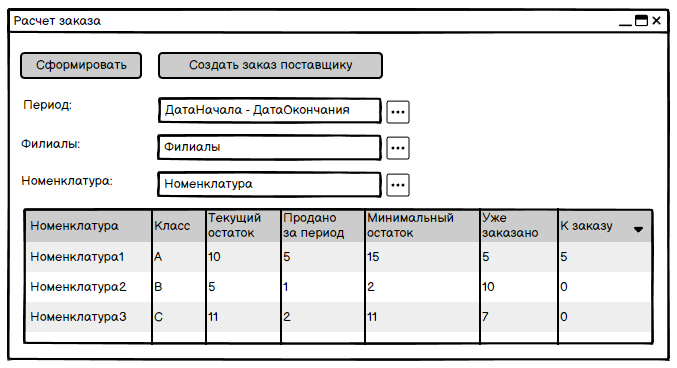 Расчет заказа
Сформировать
Создать заказ поставщику
Период:
ДатаНачала - ДатаОкончания
Филиалы:
Филиалы
Номенклатура:
Номенклатура
Номенклатура Класс Текущий остаток Продано за период Минимальный остаток Уже заказано К заказу
Номенклатура1 A 10 5 15 5 5
Номенклатура2 B 5 1 2 10 0
Номенклатура3 C 11 2 11 7 0